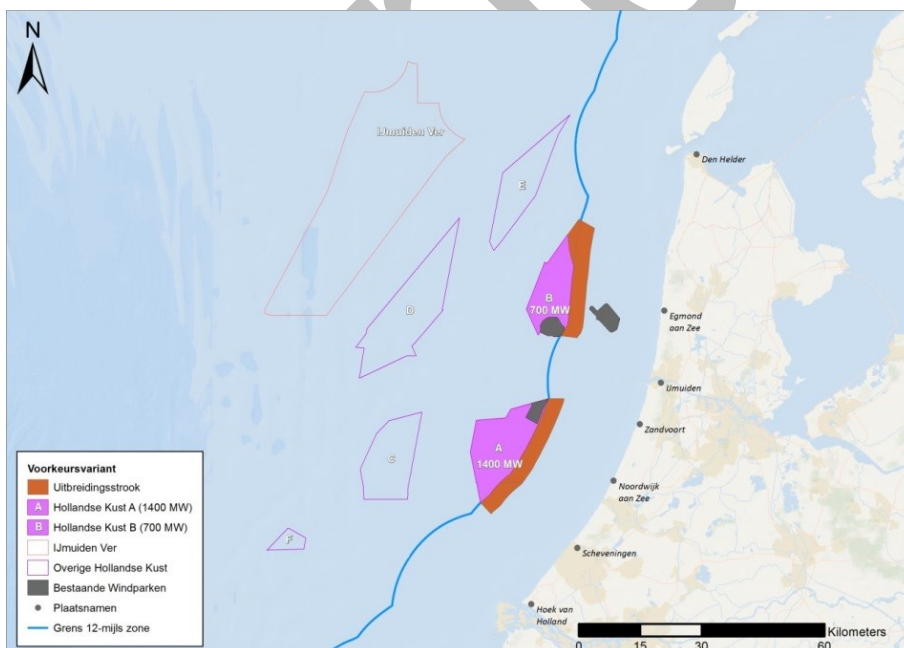 N
IJmuiden Ver
E
Den Helder
D
B
700 MW
Egmond
aan Zee
IJmuiden
Zandvoort
C
A
1400 MW
Noordwijk
aan Zee
F
Scheveningen
Hoek van
Holland
Voorkeursvariant
Uitbreidingsstrook
A Hollandse Kust A (1400 MW)
B Hollandse Kust B (700 MW)
IJmuiden Ver
Overige Hollandse Kust
Bestaande Windparken
Plaatsnamen
Grens 12-mijls zone
Kilometers
0 15 30 60